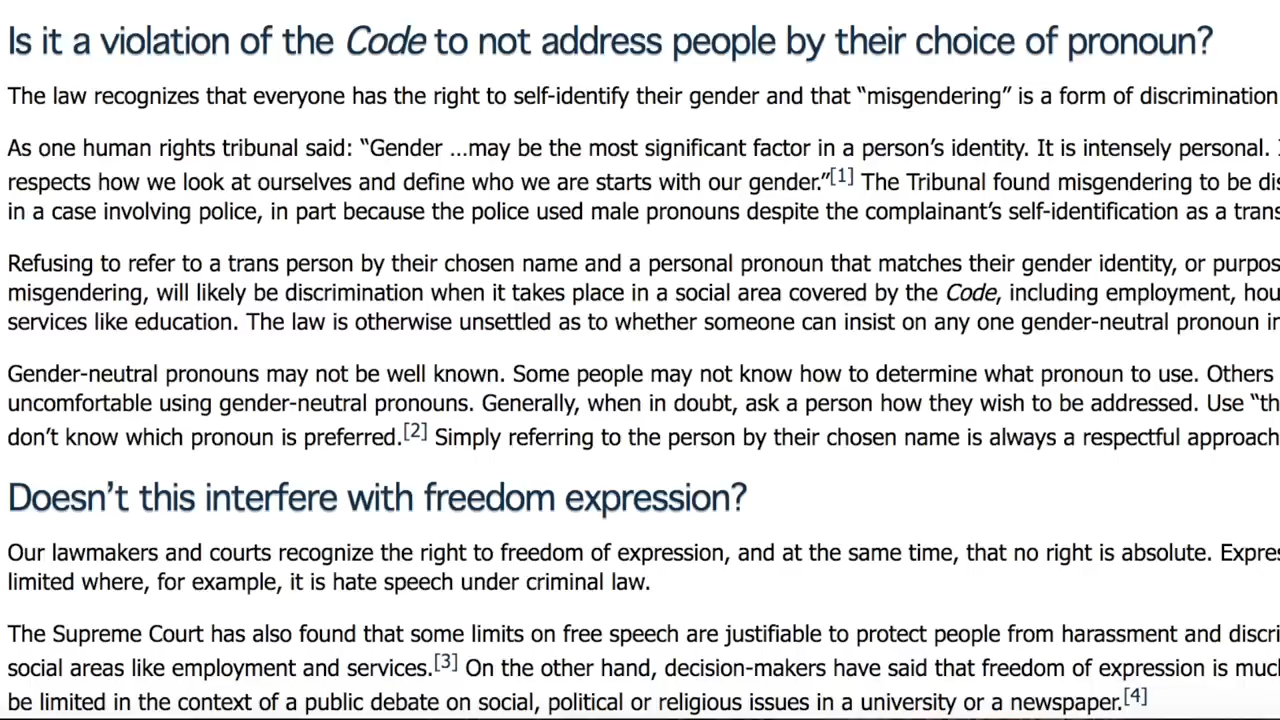 Is it a violation of the Code to not address people by their choice of pronoun?
The law recognizes that everyone has the right to self-identify their gender and that “misgendering” is a form of discrimination
As one human rights tribunal said: “Gender ...may be the most significant factor in a person’s identity. It is intensely personal.
respects how we look at ourselves and define who we are starts with our gender.”[1] The Tribunal found misgendering to be dis
in a case involving police, in part because the police used male pronouns despite the complainant’s self-identification as a trans
Refusing to refer to a trans person by their chosen name and a personal pronoun that matches their gender identity, or purpos
misgendering, will likely be discrimination when it takes place in a social area covered by the Code, including employment, hou
services like education. The law is otherwise unsettled as to whether someone can insist on any one gender-neutral pronoun in
Gender-neutral pronouns may not be well known. Some people may not know how to determine what pronoun to use. Others
uncomfortable using gender-neutral pronouns. Generally, when in doubt, ask a person how they wish to be addressed. Use “th
don’t know which pronoun is preferred.[2] Simply referring to the person by their chosen name is always a respectful approach
Doesn’t this interfere with freedom expression?
Our lawmakers and courts recognize the right to freedom of expression, and at the same time, that no right is absolute. Expres
limited where, for example, it is hate speech under criminal law.
The Supreme Court has also found that some limits on free speech are justifiable to protect people from harassment and discri
social areas like employment and services.[3] On the other hand, decision-makers have said that freedom of expression is muc
be limited in the context of a public debate on social, political or religious issues in a university or a newspaper.[4]